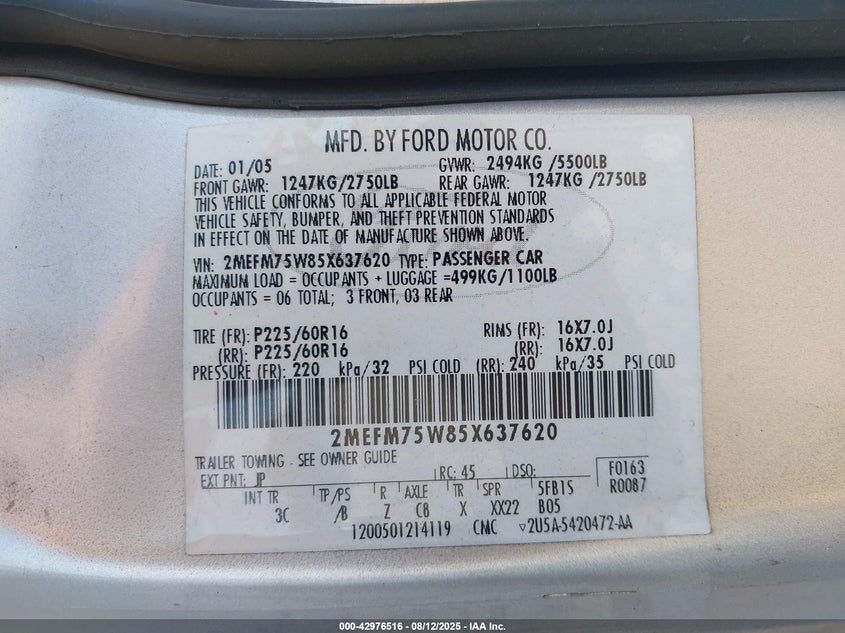 MFD. BY FORD MOTOR CO.
DATE: 01/05 GVWR: 2494KG /5500LB
FRONT GAWR: 1247KG/2750LB REAR GAWR: 1247KG /2750LB
THIS VEHICLE CONFORMS TO ALL APPLICABLE FEDERAL MOTOR
VEHICLE SAFETY, BUMPER, AND THEFT PREVENTION STANDARDS
IN EFFECT ON THE DATE OF MANUFACTURE SHOWN ABOVE.
VIN: 2MEFM75W85X637620 TYPE: PASSENGER CAR
MAXIMUM LOAD = OCCUPANTS + LUGGAGE =499KG/1100LB
OCCUPANTS = 06 TOTAL; 3 FRONT, 03 REAR
TIRE (FR): P225/60R16 RIMS (FR): 16X7.0J
(RR): P225/60R16 (RR): 16X7.0J
PRESSURE (FR): 220 kPa/32 PSI COLD (RR): 240 kPa/35 PSI COLD
2MEFM75W85X637620
TRAILER TOWING - SEE OWNER GUIDE
EXT PNT: JP RC: 45 DSO: F0163
INT TR TP/PS R AXLE TR SPR 5FB1S R0087
3C /B Z C8 X XX22 B05
1200501214119 CMC ▽2U5A-5420472-AA
000-42976516 - 08/12/2025 - IAA Inc.